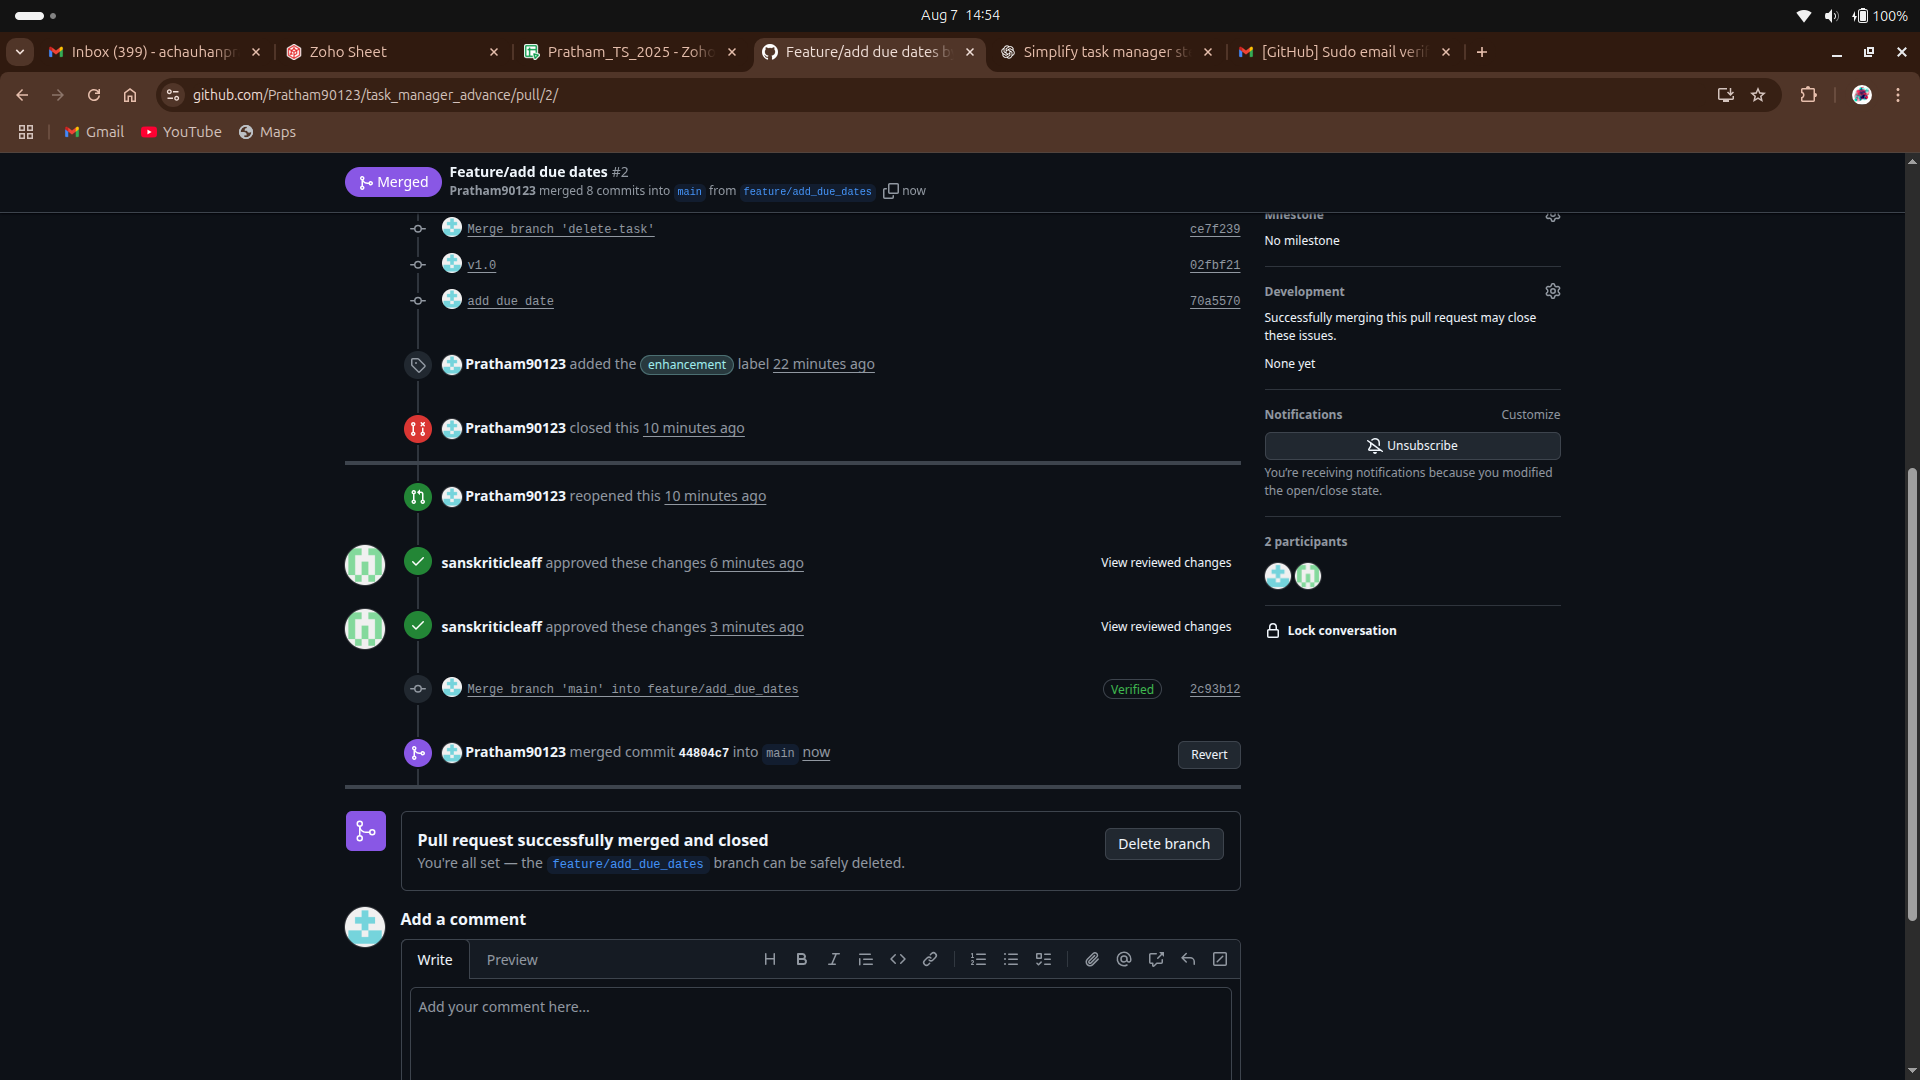 Aug 7 14:54
100%
Inbox (399) - achauhanpr
Zoho Sheet
Pratham_TS_2025 - Zoho
Feature/add due dates b
Simplify task manager st
[GitHub] Sudo email verif
github.com/Pratham90123/task_manager_advance/pull/2/
Gmail
YouTube
Maps
Merged
Feature/add due dates #2
Pratham90123 merged 8 commits into main from feature/add_due_dates now
Merge branch 'delete-task' ce7f239
v1.0 02fbf21
add due date 70a5570
Pratham90123 added the enhancement label 22 minutes ago
Pratham90123 closed this 10 minutes ago
Pratham90123 reopened this 10 minutes ago
sanskriticleaff approved these changes 6 minutes ago View reviewed changes
sanskriticleaff approved these changes 3 minutes ago View reviewed changes
Merge branch 'main' into feature/add_due_dates Verified 2c93b12
Pratham90123 merged commit 44804c7 into main now Revert
Pull request successfully merged and closed
You're all set — the feature/add_due_dates branch can be safely deleted.
Delete branch
Add a comment
Write
Preview
Add your comment here...
Milestone
No milestone
Development
Successfully merging this pull request may close
these issues.
None yet
Notifications
Customize
Unsubscribe
You're receiving notifications because you modified
the open/close state.
2 participants
Lock conversation